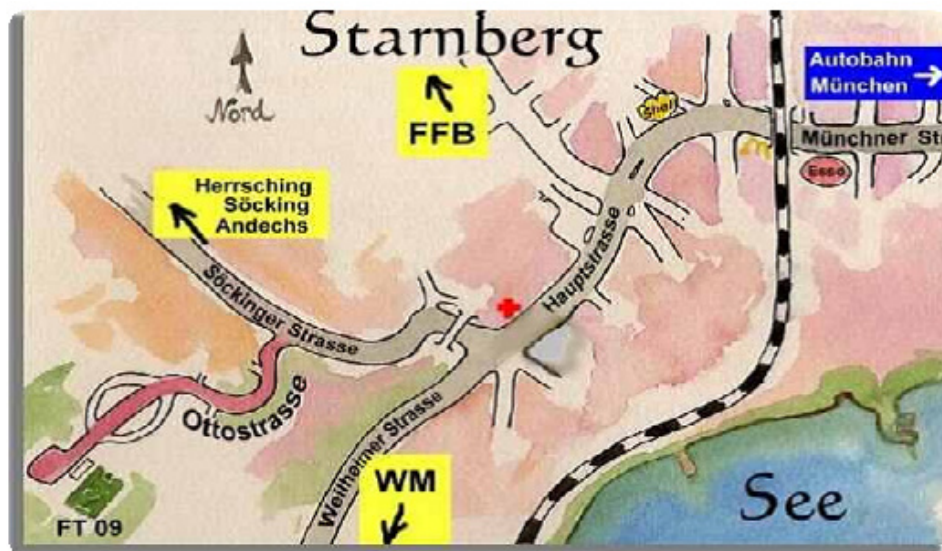 Starnberg
Nord
FFB
Autobahn
München
Shell
Münchner Str
Esso
Herrsching
Söcking
Andechs
Hauptstrasse
Söckinger Strasse
Ottostrasse
Weilheimer Strasse
WM
See
FT 09